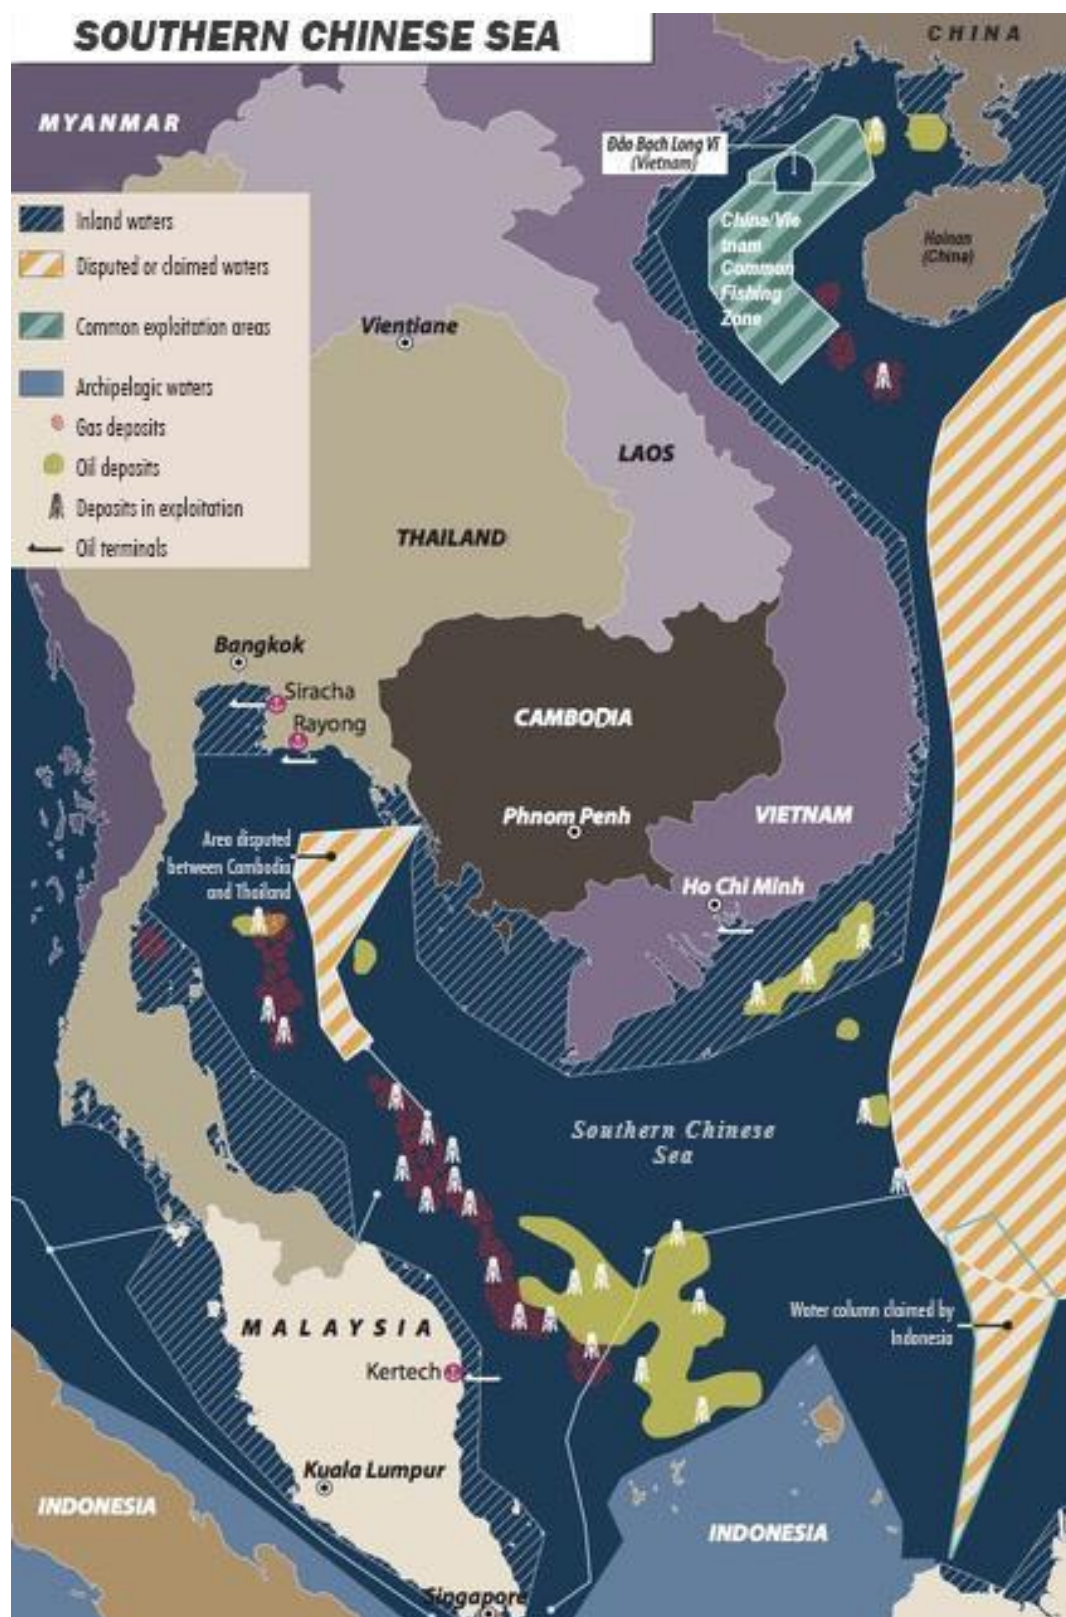 SOUTHERN CHINESE SEA
CHINA
MYANMAR
Đảo Bạch Long Vĩ
(Vietnam)
Inland waters
Disputed or claimed waters
Common exploitation areas
Archipelagic waters
Gas deposits
Oil deposits
Deposits in exploitation
Oil terminals
China/Vie
tnam
Common
Fishing
Zone
Hainan
(China)
Vientiane
LAOS
THAILAND
Bangkok
Siracha
Rayong
CAMBODIA
Phnom Penh
VIETNAM
Area disputed
between Cambodia
and Thailand
Ho Chi Minh
Southern Chinese
Sea
Water column claimed by
Indonesia
MALAYSIA
Kertech
Kuala Lumpur
INDONESIA
INDONESIA
Singapore